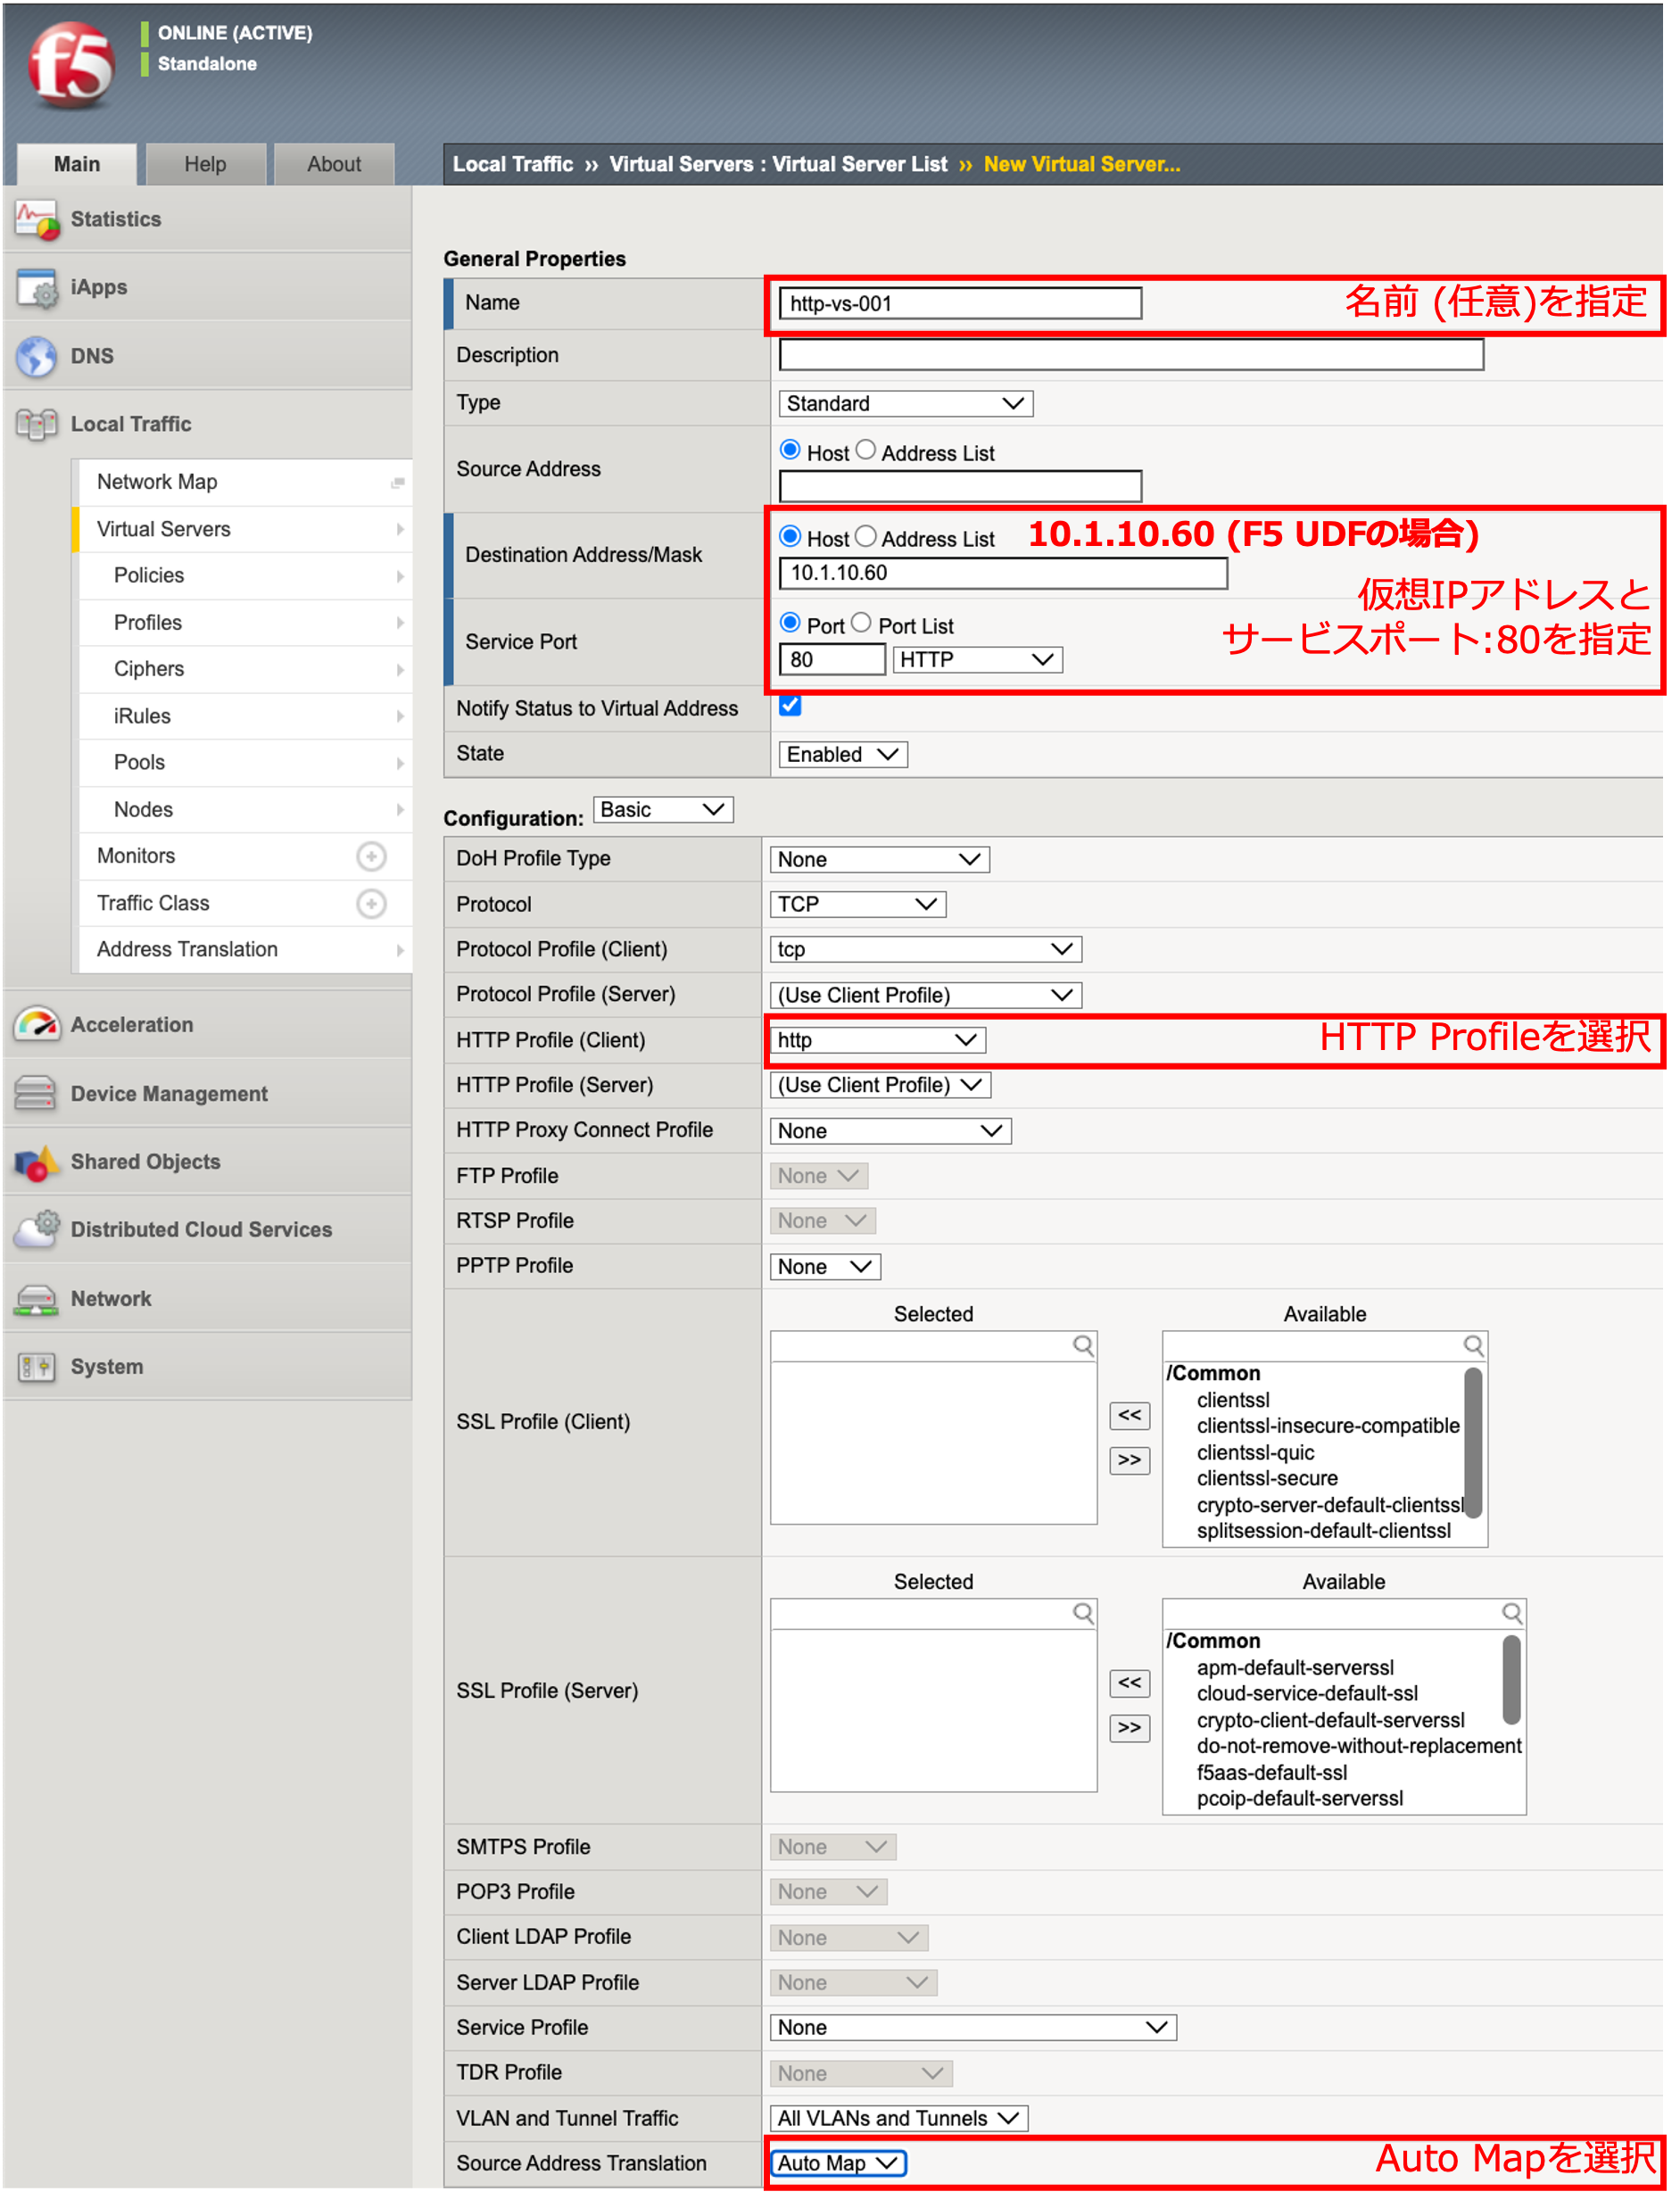 f5
ONLINE (ACTIVE)
Standalone
Main
Help
About
Local Traffic ›› Virtual Servers : Virtual Server List ›› New Virtual Server...
Statistics
iApps
DNS
Local Traffic
Network Map
Virtual Servers
Policies
Profiles
Ciphers
iRules
Pools
Nodes
Monitors
Traffic Class
Address Translation
Acceleration
Device Management
Shared Objects
Distributed Cloud Services
Network
System
General Properties
Name http-vs-001 名前 (任意)を指定
Description
Type Standard
Source Address Host Address List
Destination Address/Mask Host Address List 10.1.10.60 (F5 UDFの場合)
10.1.10.60
仮想IPアドレスと
サービスポート:80を指定
Service Port Port Port List
80 HTTP
Notify Status to Virtual Address
State Enabled
Configuration: Basic
DoH Profile Type None
Protocol TCP
Protocol Profile (Client) tcp
Protocol Profile (Server) (Use Client Profile)
HTTP Profile (Client) http HTTP Profileを選択
HTTP Profile (Server) (Use Client Profile)
HTTP Proxy Connect Profile None
FTP Profile None
RTSP Profile None
PPTP Profile None
SSL Profile (Client)
Selected Available
/Common
clientssl
<< clientssl-insecure-compatible
clientssl-quic
>> clientssl-secure
crypto-server-default-clientssl
splitsession-default-clientssl
SSL Profile (Server)
Selected Available
/Common
apm-default-serverssl
<< cloud-service-default-ssl
crypto-client-default-serverssl
>> do-not-remove-without-replacement
f5aas-default-ssl
pcoip-default-serverssl
SMTPS Profile None
POP3 Profile None
Client LDAP Profile None
Server LDAP Profile None
Service Profile None
TDR Profile None
VLAN and Tunnel Traffic All VLANs and Tunnels
Source Address Translation Auto Map Auto Mapを選択